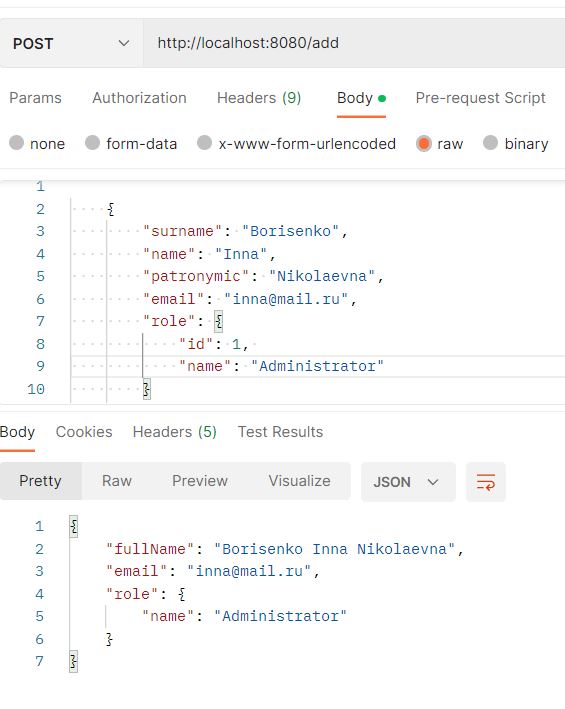 POST http://localhost:8080/add
Params Authorization Headers (9) Body Pre-request Script
none form-data x-www-form-urlencoded raw binary
1
2 {
3 "surname": "Borisenko",
4 "name": "Inna",
5 "patronymic": "Nikolaevna",
6 "email": "inna@mail.ru",
7 "role": {
8 "id": 1,
9 "name": "Administrator"
10 }
Body Cookies Headers (5) Test Results
Pretty Raw Preview Visualize JSON
1 {
2 "fullName": "Borisenko Inna Nikolaevna",
3 "email": "inna@mail.ru",
4 "role": {
5 "name": "Administrator"
6 }
7 }